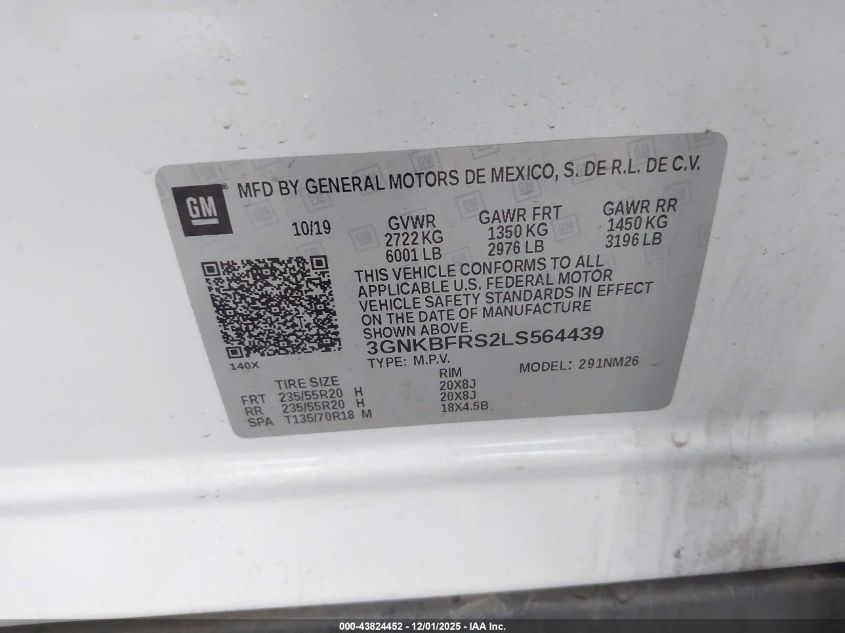 GM
MFD BY GENERAL MOTORS DE MEXICO, S. DE R.L. DE C.V.
10/19
GVWR GAWR FRT GAWR RR
2722 KG 1350 KG 1450 KG
6001 LB 2976 LB 3196 LB
THIS VEHICLE CONFORMS TO ALL
APPLICABLE U.S. FEDERAL MOTOR
VEHICLE SAFETY STANDARDS IN EFFECT
ON THE DATE OF MANUFACTURE
SHOWN ABOVE.
3GNKBFRS2LS564439
140X
TYPE: M.P.V. MODEL: 291NM26
TIRE SIZE RIM
FRT 235/55R20 H 20X8J
RR 235/55R20 H 20X8J
SPA T135/70R18 M 18X4.5B
000-43824452 - 12/01/2025 - IAA Inc.